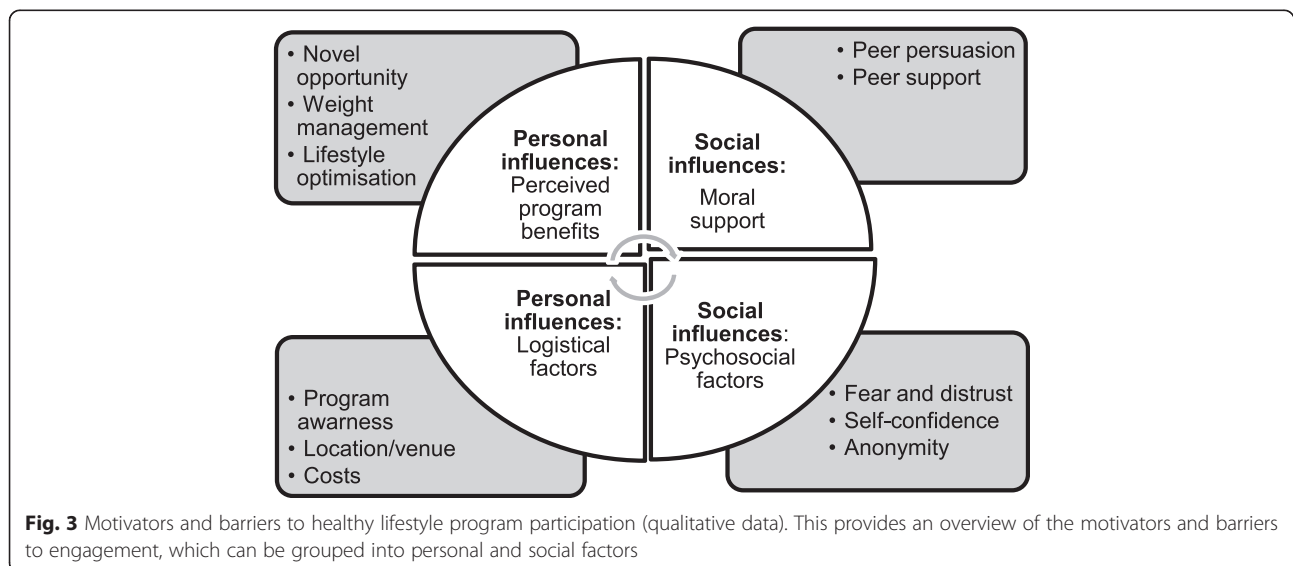 • Novel
opportunity
• Weight
management
• Lifestyle
optimisation
Personal
influences:
Perceived
program
benefits
Social
influences:
Moral
support
• Peer persuasion
• Peer support
• Program
awarness
• Location/venue
• Costs
Personal
influences:
Logistical
factors
Social
influences:
Psychosocial
factors
• Fear and distrust
• Self-confidence
• Anonymity
Fig. 3 Motivators and barriers to healthy lifestyle program participation (qualitative data). This provides an overview of the motivators and barriers
to engagement, which can be grouped into personal and social factors